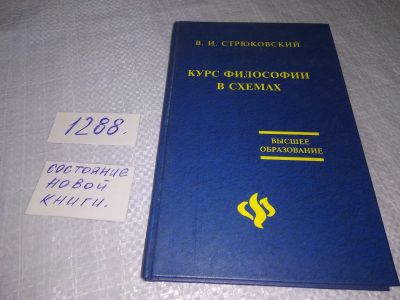 В. И. СТРЮКОВСКИЙ
КУРС ФИЛОСОФИИ
В СХЕМАХ
ВЫСШЕЕ
ОБРАЗОВАНИЕ
1288.
СОСТОЯНИЕ
НОВОЙ
КНИГИ.